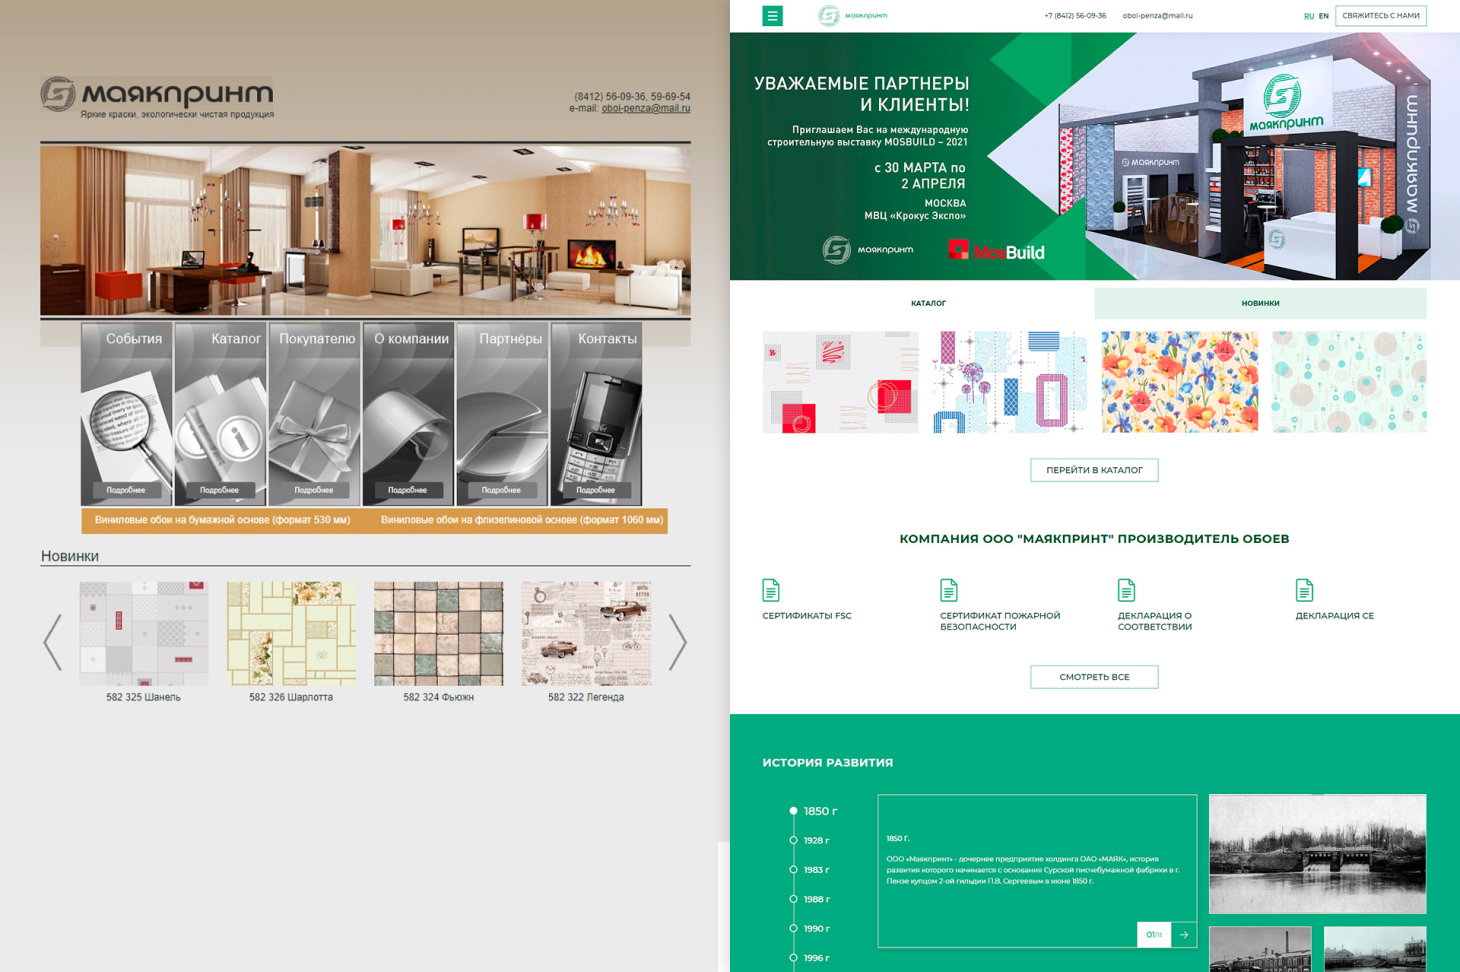 маякпринт
Яркие краски, экологически чистая продукция
(8412) 56-09-36, 59-69-54
e-mail: oboi-penza@mail.ru
События
Каталог
Покупателю
О компании
Партнёры
Контакты
Подробнее
Подробнее
Подробнее
Подробнее
Подробнее
Подробнее
Виниловые обои на бумажной основе (формат 530 мм)
Виниловые обои на флизелиновой основе (формат 1060 мм)
Новинки
582 325 Шанель
582 326 Шарлотта
582 324 Фьюжн
582 322 Легенда
маякпринт
+7 (8412) 56-09-36
oboi-penza@mail.ru
RU EN
СВЯЖИТЕСЬ С НАМИ
УВАЖАЕМЫЕ ПАРТНЕРЫ
И КЛИЕНТЫ!
Приглашаем Вас на международную
строительную выставку MOSBUILD – 2021
с 30 МАРТА по
2 АПРЕЛЯ
МОСКВА
МВЦ «Крокус Экспо»
маякпринт
MosBuild
маякпринт
маякпринт
маякпринт
КАТАЛОГ
НОВИНКИ
ПЕРЕЙТИ В КАТАЛОГ
КОМПАНИЯ ООО "МАЯКПРИНТ" ПРОИЗВОДИТЕЛЬ ОБОЕВ
СЕРТИФИКАТЫ FSC
СЕРТИФИКАТ ПОЖАРНОЙ
БЕЗОПАСНОСТИ
ДЕКЛАРАЦИЯ О
СООТВЕТСТВИИ
ДЕКЛАРАЦИЯ СЕ
СМОТРЕТЬ ВСЕ
ИСТОРИЯ РАЗВИТИЯ
1850 г
1928 г
1983 г
1988 г
1990 г
1996 г
1850 Г.
ООО «Маякпринт» - дочернее предприятие холдинга ОАО «МАЯК», история
развития которого начинается с основания Сурской писчебумажной фабрики в г.
Пензе купцом 2-ой гильдии П.В. Сергеевым в июне 1850 г.